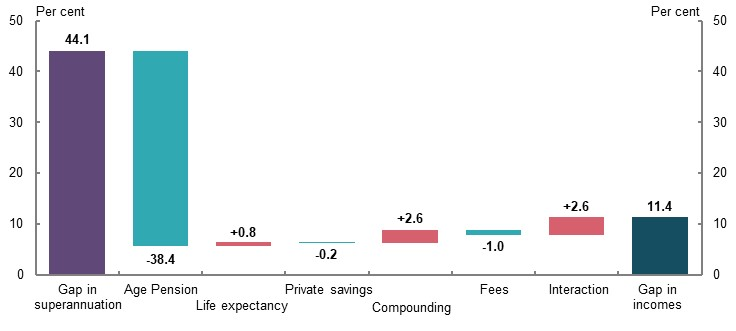 Per cent
Per cent
50
50
44.1
40
40
30
30
20
20
+0.8
-0.2
+2.6
-1.0
+2.6
11.4
10
10
-38.4
0
0
Gap in
superannuation
Age Pension
Life expectancy
Private savings
Compounding
Fees
Interaction
Gap in
incomes